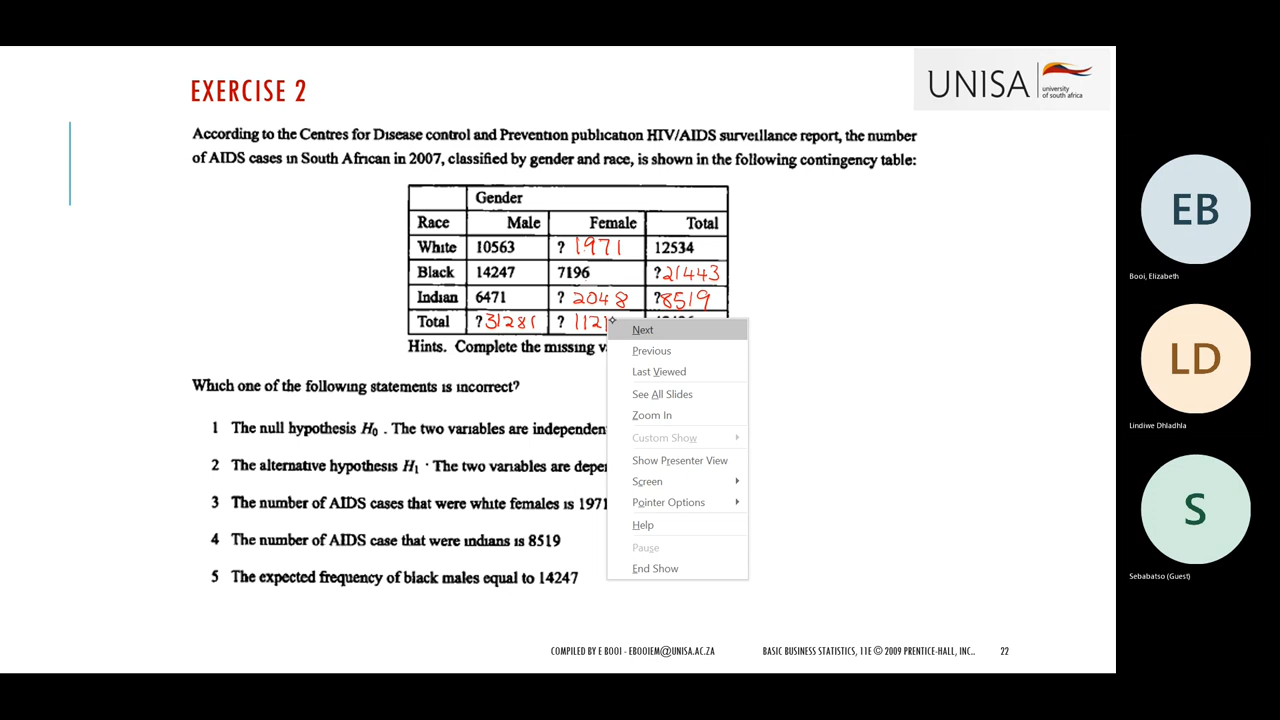 EXERCISE 2
UNISA university of south africa
According to the Centres for Disease control and Prevention publication HIV/AIDS surveillance report, the number
of AIDS cases in South African in 2007, classified by gender and race, is shown in the following contingency table:
Gender
Race Male Female Total
White 10563 ? 1971 12534
Black 14247 7196 ? 21443
Indian 6471 ? 2048 ? 8519
Total ? 31281 ? 1121
Hints. Complete the missing v
Which one of the following statements is incorrect?
1 The null hypothesis H0 . The two variables are independen
2 The alternative hypothesis H1 · The two variables are depe
3 The number of AIDS cases that were white females is 1971
4 The number of AIDS case that were indians is 8519
5 The expected frequency of black males equal to 14247
Next
Previous
Last Viewed
See All Slides
Zoom In
Custom Show
Show Presenter View
Screen
Pointer Options
Help
Pause
End Show
COMPILED BY E BOOI - EBOOIEM@UNISA.AC.ZA BASIC BUSINESS STATISTICS, 11E © 2009 PRENTICE-HALL, INC.. 22
EB
Booi, Elizabeth
LD
Lindiwe Dhladhla
S
Sebabatso (Guest)